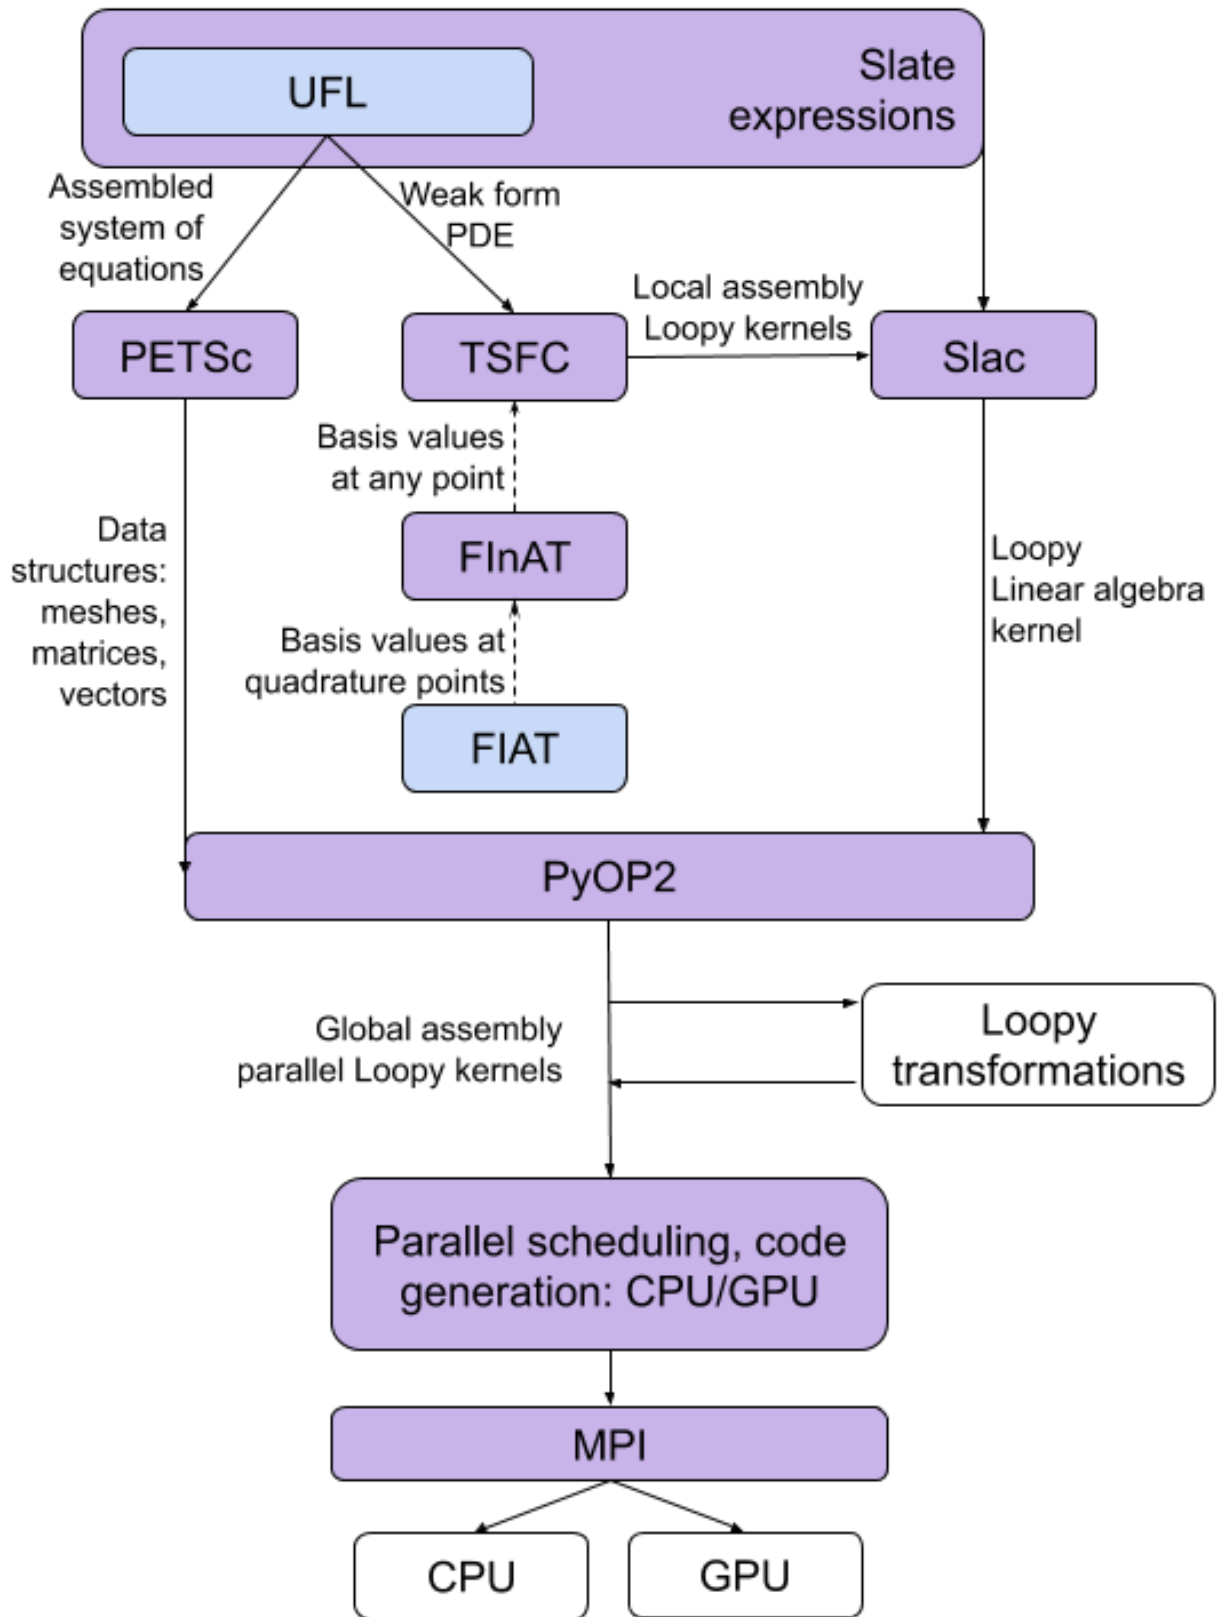 UFL
Slate
expressions
Assembled
system of
equations
Weak form
PDE
Local assembly
Loopy kernels
PETSc
TSFC
Slac
Basis values
at any point
Data
structures:
meshes,
matrices,
vectors
FInAT
Loopy
Linear algebra
kernel
Basis values at
quadrature points
FIAT
PyOP2
Global assembly
parallel Loopy kernels
Loopy
transformations
Parallel scheduling, code
generation: CPU/GPU
MPI
CPU
GPU